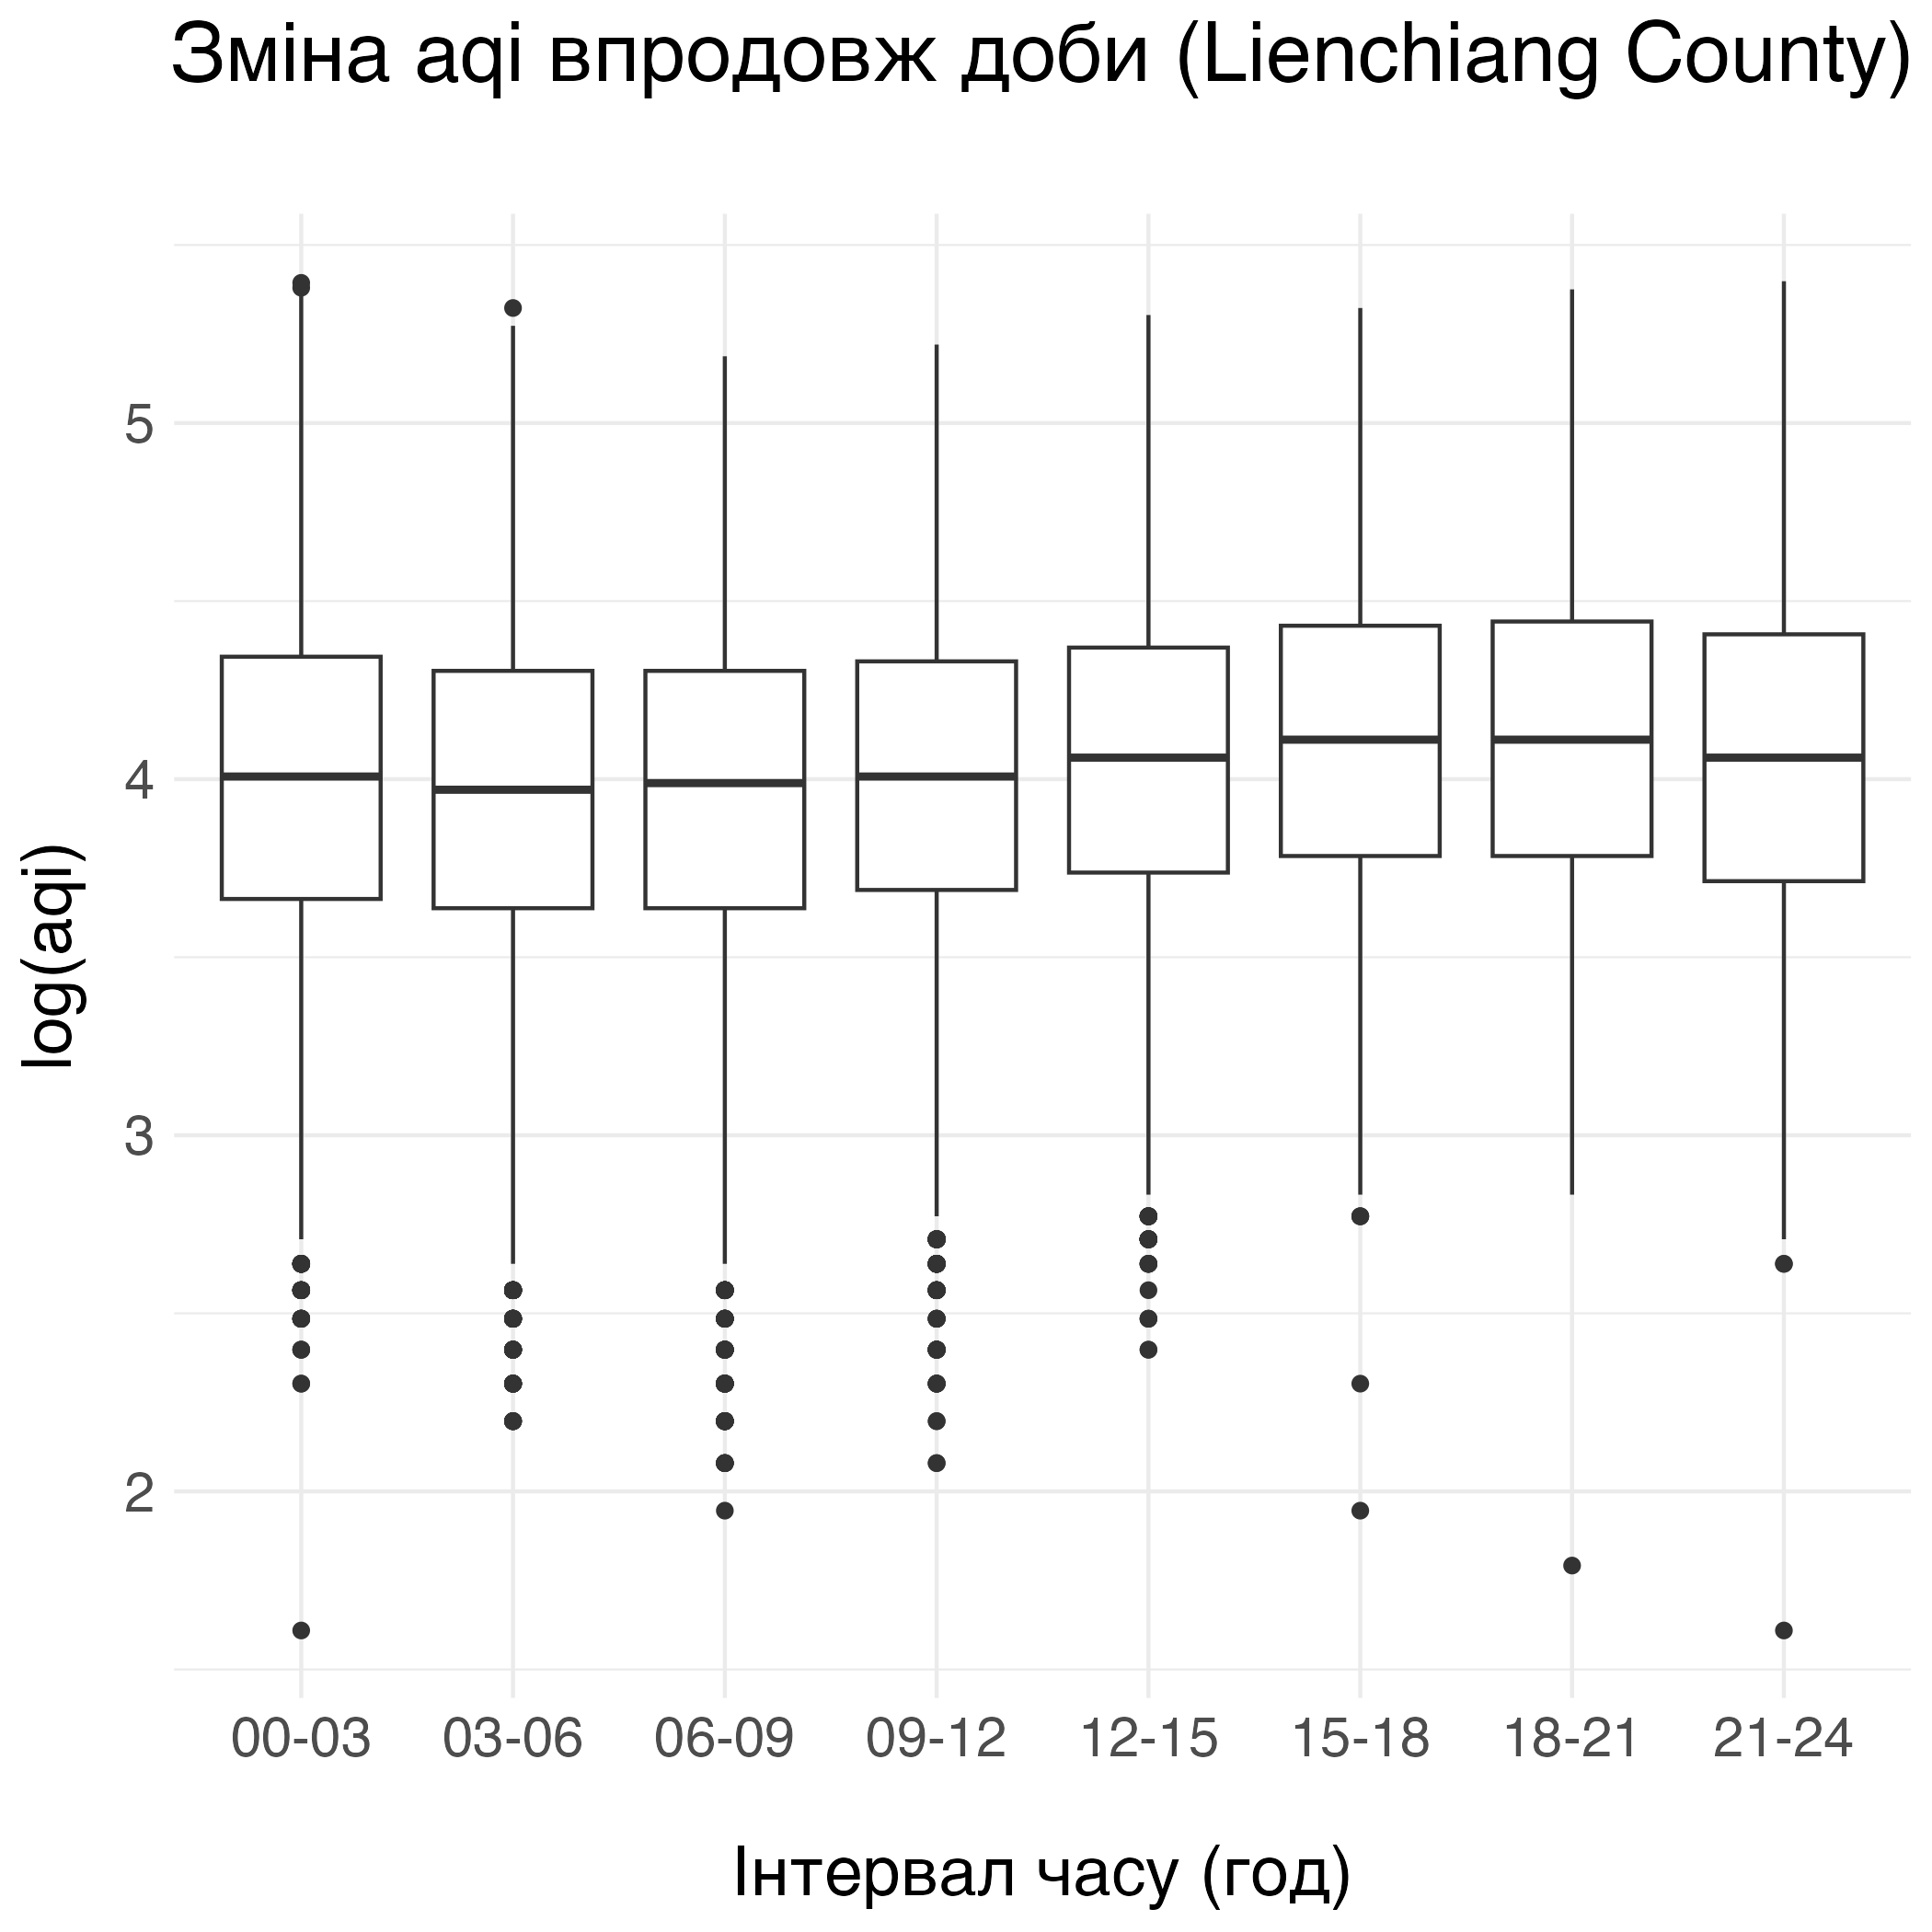 Зміна aqi впродовж доби (Lienchiang County)
log(aqi)
5
4
3
2
00-03 03-06 06-09 09-12 12-15 15-18 18-21 21-24
Інтервал часу (год)